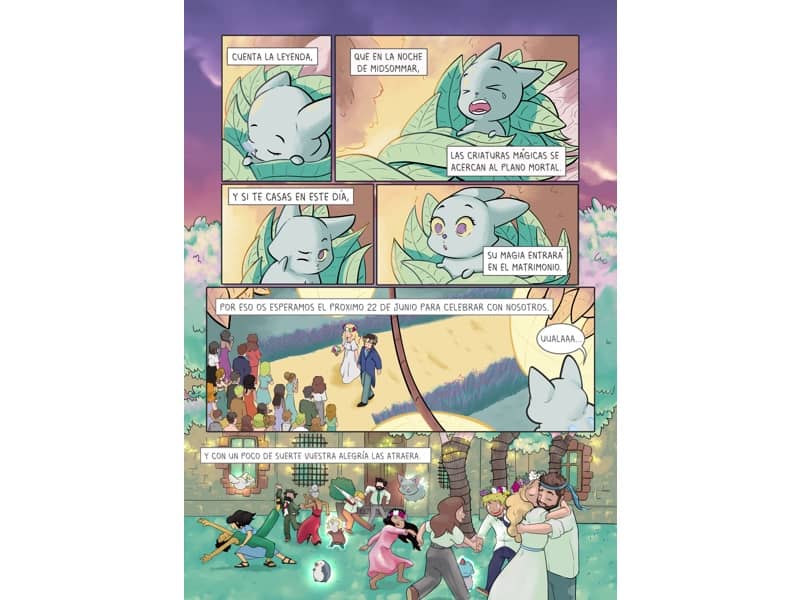 CUENTA LA LEYENDA,
QUE EN LA NOCHE
DE MIDSOMMAR,
LAS CRIATURAS MÁGICAS SE
ACERCAN AL PLANO MORTAL.
Y SI TE CASAS EN ESTE DÍA,
SU MAGIA ENTRARÁ
EN EL MATRIMONIO.
POR ESO OS ESPERAMOS EL PROXIMO 22 DE JUNIO PARA CELEBRAR CON NOSOTROS,
UUALAAA...
Y CON UN POCO DE SUERTE VUESTRA ALEGRÍA LAS ATRAERA.